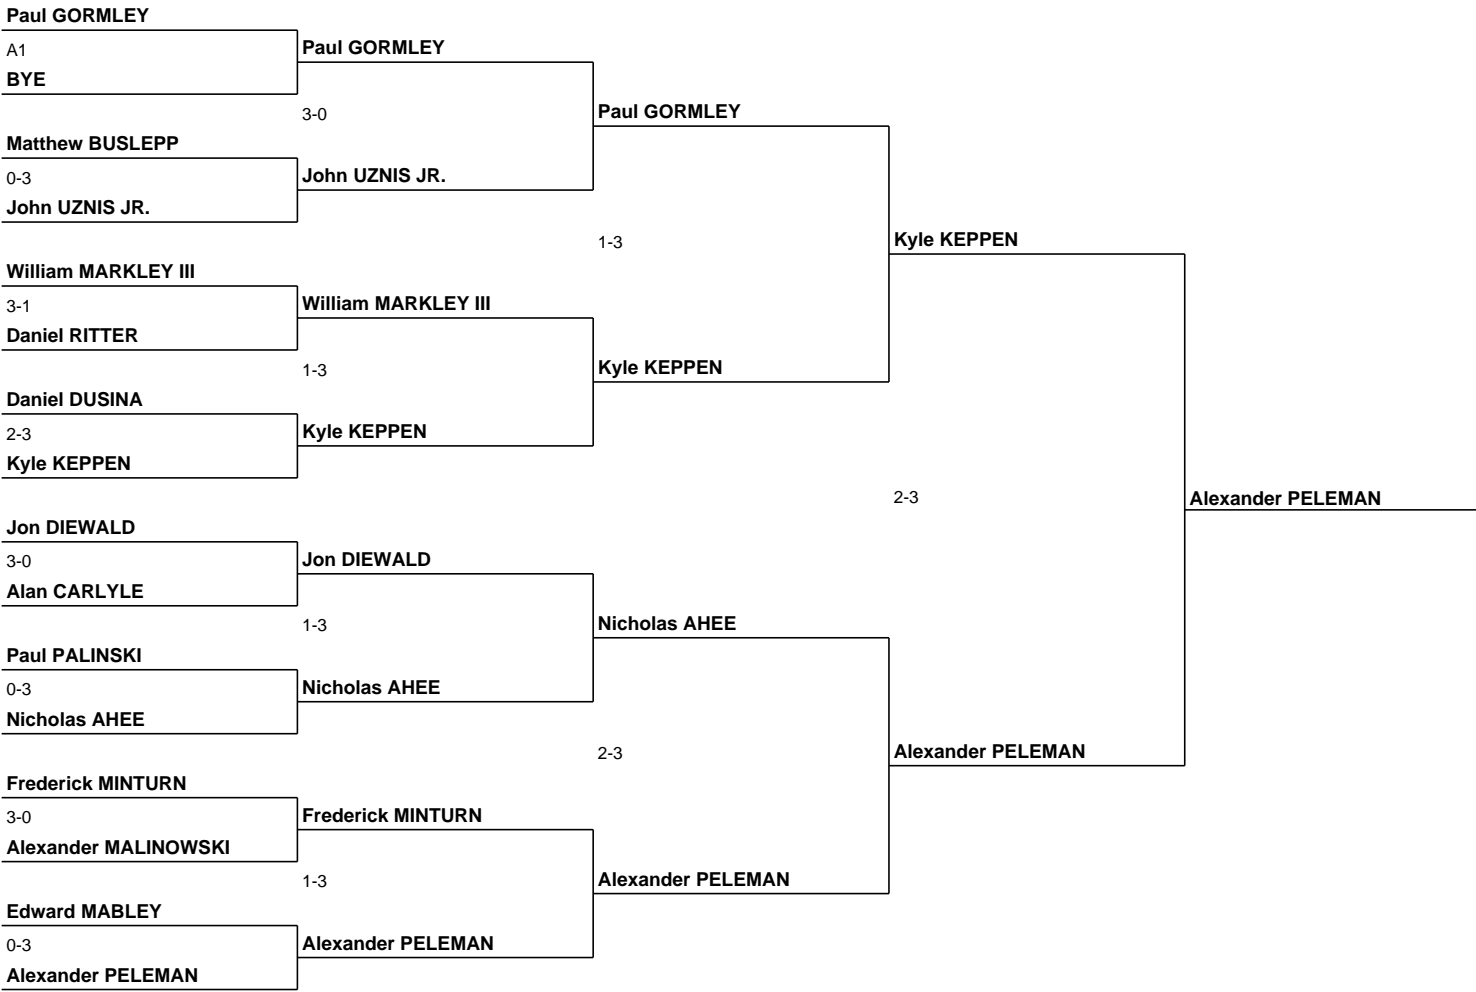 Paul GORMLEY
A1
BYE
Paul GORMLEY
3-0
Matthew BUSLEPP
0-3
John UZNIS JR.
John UZNIS JR.
Paul GORMLEY
1-3
William MARKLEY III
3-1
Daniel RITTER
William MARKLEY III
1-3
Daniel DUSINA
2-3
Kyle KEPPEN
Kyle KEPPEN
Kyle KEPPEN
Kyle KEPPEN
2-3
Jon DIEWALD
3-0
Alan CARLYLE
Jon DIEWALD
1-3
Paul PALINSKI
0-3
Nicholas AHEE
Nicholas AHEE
Nicholas AHEE
2-3
Frederick MINTURN
3-0
Alexander MALINOWSKI
Frederick MINTURN
1-3
Edward MABLEY
0-3
Alexander PELEMAN
Alexander PELEMAN
Alexander PELEMAN
Alexander PELEMAN
Alexander PELEMAN